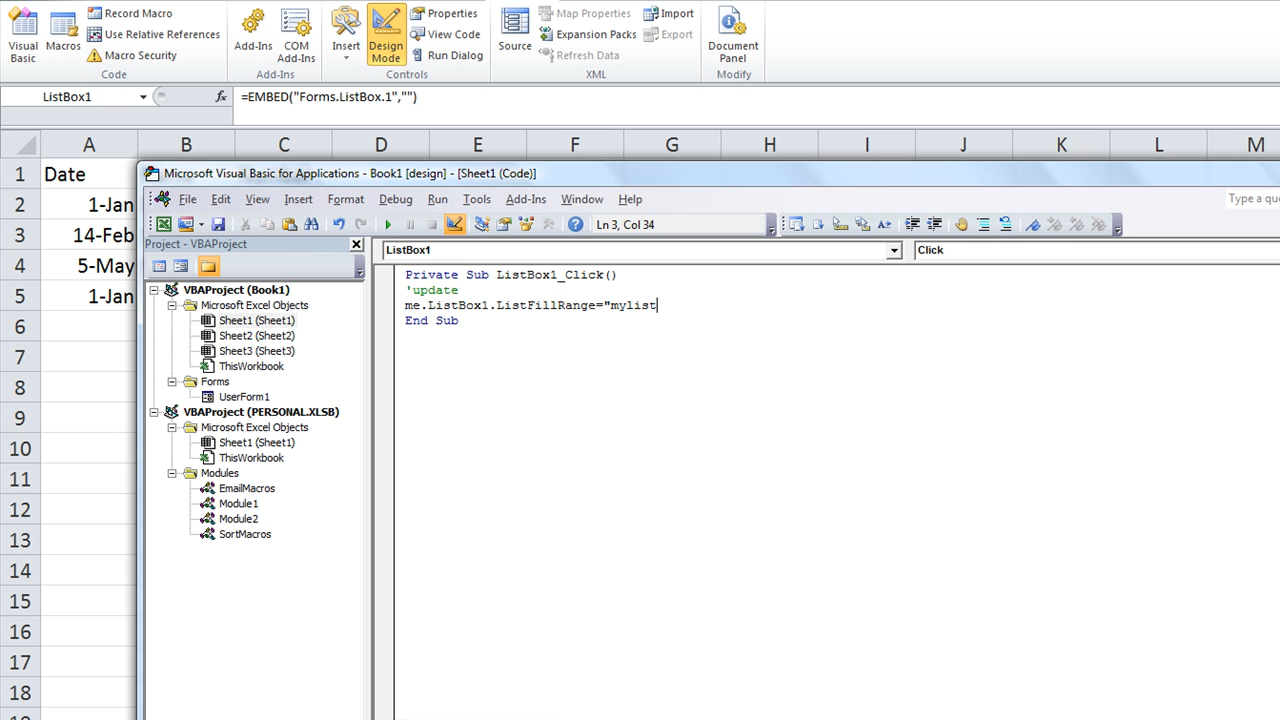 Visual Basic
Macros
Record Macro
Use Relative References
Macro Security
Code
Add-Ins
COM Add-Ins
Add-Ins
Insert
Design Mode
Properties
View Code
Run Dialog
Controls
Source
Map Properties
Expansion Packs
Refresh Data
Import
Export
XML
Document Panel
Modify
ListBox1
fx
=EMBED("Forms.ListBox.1","")
A B C D E F G H I J K L M
1 Date
2 1-Jan
3 14-Feb
4 5-May
5 1-Jan
6
7
8
9
10
11
12
13
14
15
16
17
18
Microsoft Visual Basic for Applications - Book1 [design] - [Sheet1 (Code)]
File Edit View Insert Format Debug Run Tools Add-Ins Window Help
Type a que
Ln 3, Col 34
Project - VBAProject
VBAProject (Book1)
Microsoft Excel Objects
Sheet1 (Sheet1)
Sheet2 (Sheet2)
Sheet3 (Sheet3)
ThisWorkbook
Forms
UserForm1
VBAProject (PERSONAL.XLSB)
Microsoft Excel Objects
Sheet1 (Sheet1)
ThisWorkbook
Modules
EmailMacros
Module1
Module2
SortMacros
ListBox1
Click
Private Sub ListBox1_Click()
'update
me.ListBox1.ListFillRange="mylist
End Sub